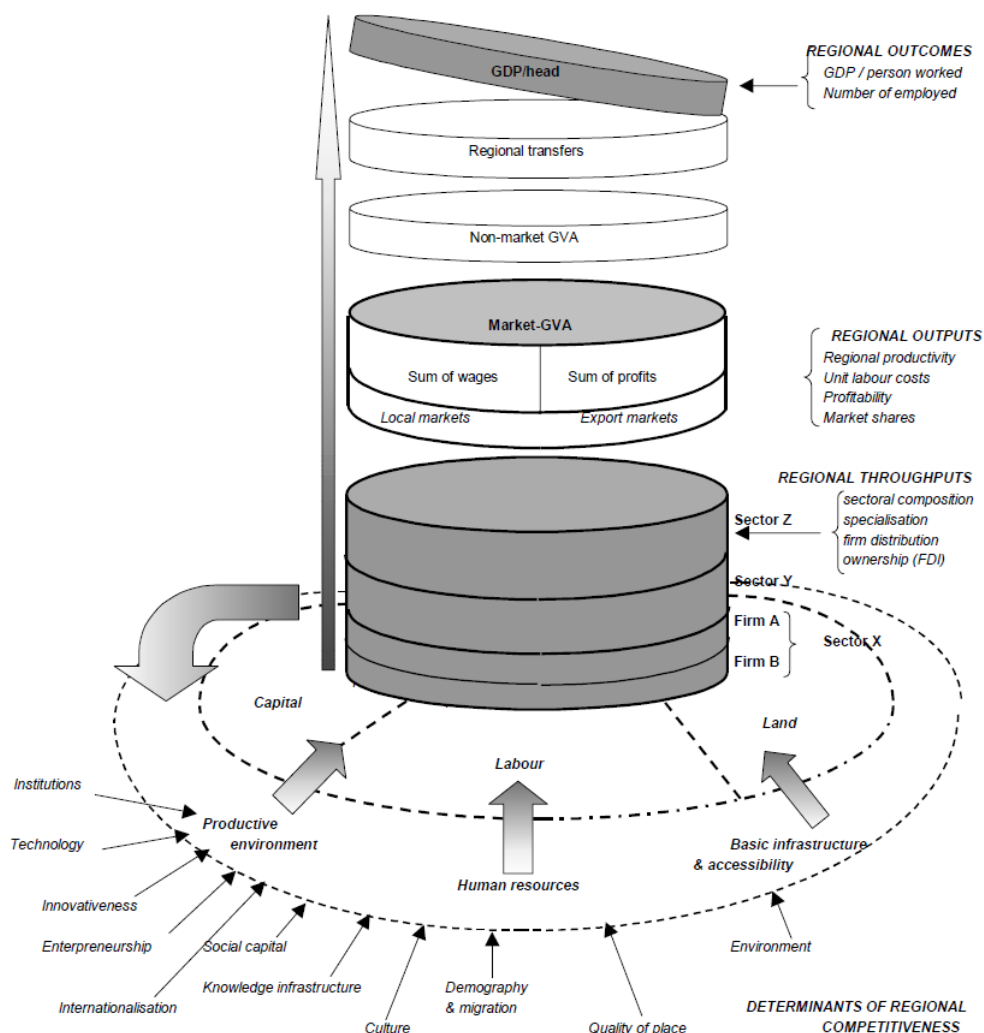 GDP/head
REGIONAL OUTCOMES
GDP / person worked
Number of employed
Regional transfers
Non-market GVA
Market-GVA
Sum of wages
Sum of profits
Local markets
Export markets
REGIONAL OUTPUTS
Regional productivity
Unit labour costs
Profitability
Market shares
REGIONAL THROUGHPUTS
sectoral composition
specialisation
firm distribution
ownership (FDI)
Sector Z
Sector Y
Firm A
Firm B
Sector X
Capital
Labour
Land
Institutions
Technology
Productive
environment
Human resources
Basic infrastructure
& accessibility
Innovativeness
Enterpreneurship
Internationalisation
Social capital
Knowledge infrastructure
Culture
Demography
& migration
Quality of place
Environment
DETERMINANTS OF REGIONAL
COMPETITIVENESS